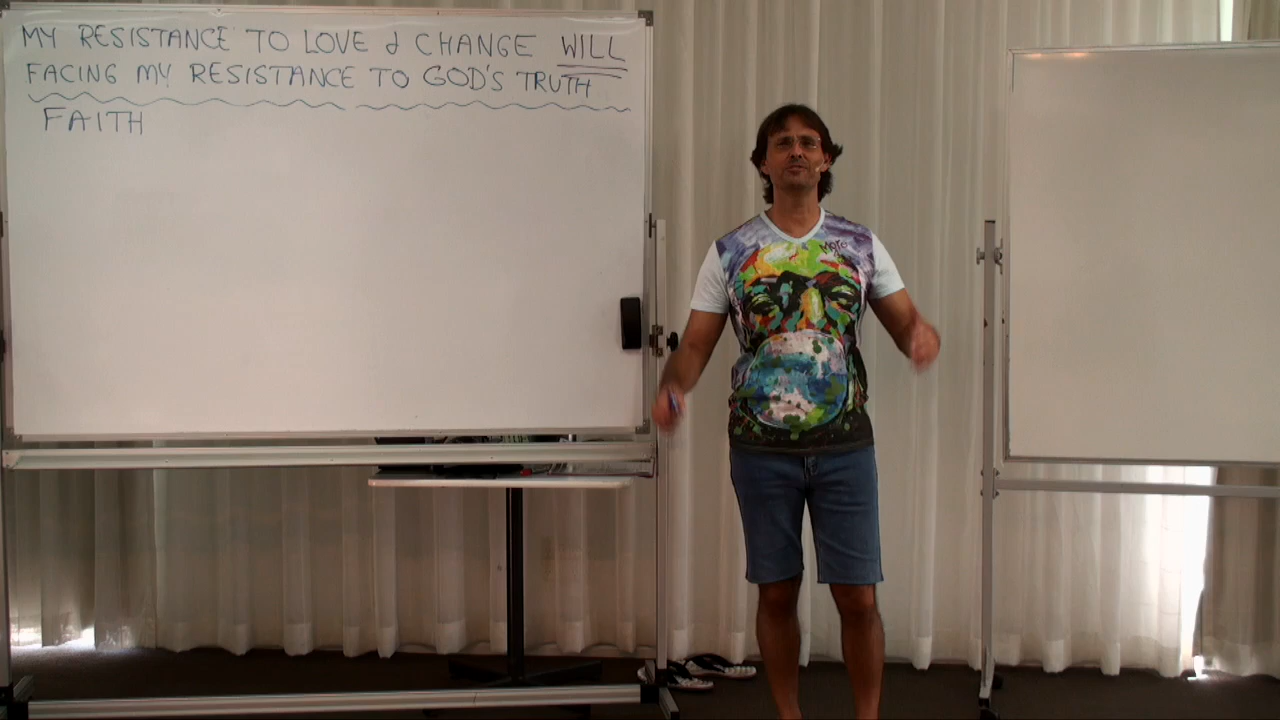 MY RESISTANCE TO LOVE & CHANGE WILL
FACING MY RESISTANCE TO GOD'S TRUTH
FAITH